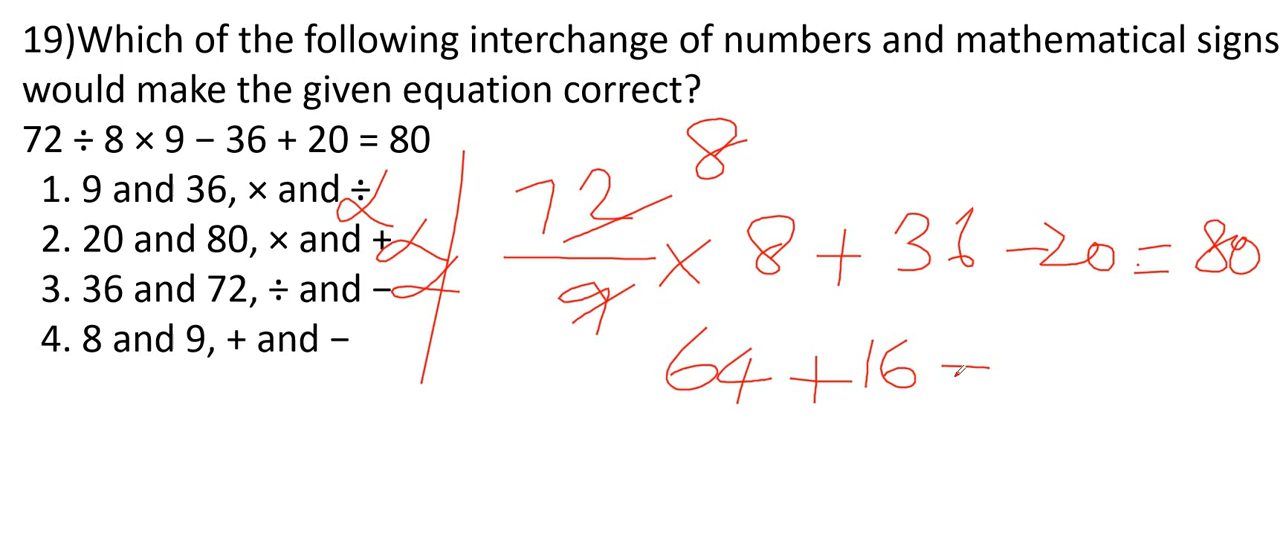 19)Which of the following interchange of numbers and mathematical signs
would make the given equation correct?
72 ÷ 8 × 9 − 36 + 20 = 80
1. 9 and 36, × and ÷
2. 20 and 80, × and +
3. 36 and 72, ÷ and −
4. 8 and 9, + and −
8
72
9 × 8 + 36 - 20 = 80
64 + 16 -